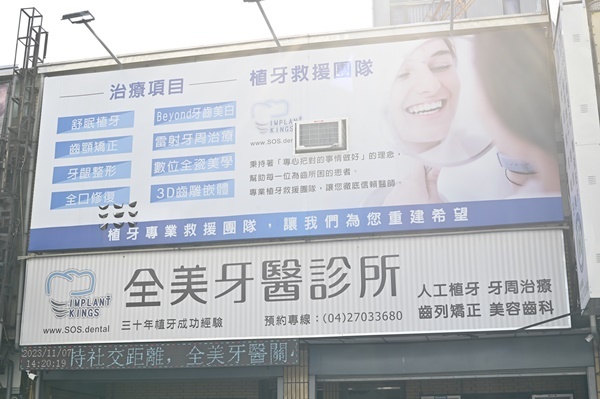 治療項目
植牙救援團隊
舒眠植牙
Beyond牙齒美白
齒顎矯正
雷射牙周治療
牙齦整形
數位全瓷美學
全口修復
3D齒雕嵌體
IMPLANT
KINGS
www.SOS.den
秉持著「專心把對的事情做好」的理念，
幫助每一位為齒所困的患者。
專業植牙救援團隊，讓您徹底信賴醫師。
植牙專業救援團隊，讓我們為您重建希望
IMPLANT
KINGS
www.SOS.dental
全美牙醫診所
三十年植牙成功經驗
預約專線：(04)27033680
人工植牙 牙周治療
齒列矯正 美容齒科
2023/11/07
14:20:19
持社交距離，全美牙醫關